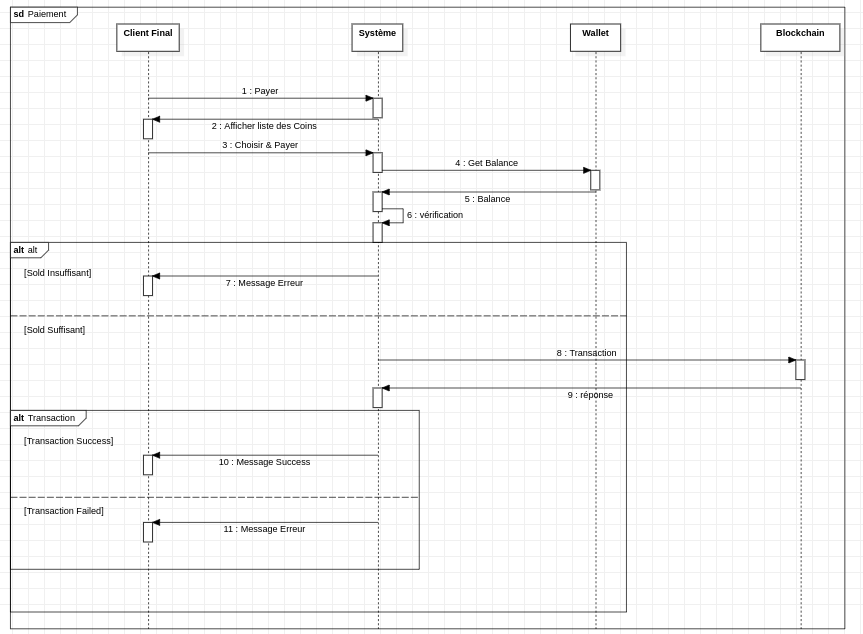 sd Paiement
Client Final
Système
Wallet
Blockchain
1 : Payer
2 : Afficher liste des Coins
3 : Choisir & Payer
4 : Get Balance
5 : Balance
6 : vérification
alt alt
[Sold Insuffisant]
7 : Message Erreur
[Sold Suffisant]
8 : Transaction
9 : réponse
alt Transaction
[Transaction Success]
10 : Message Success
[Transaction Failed]
11 : Message Erreur